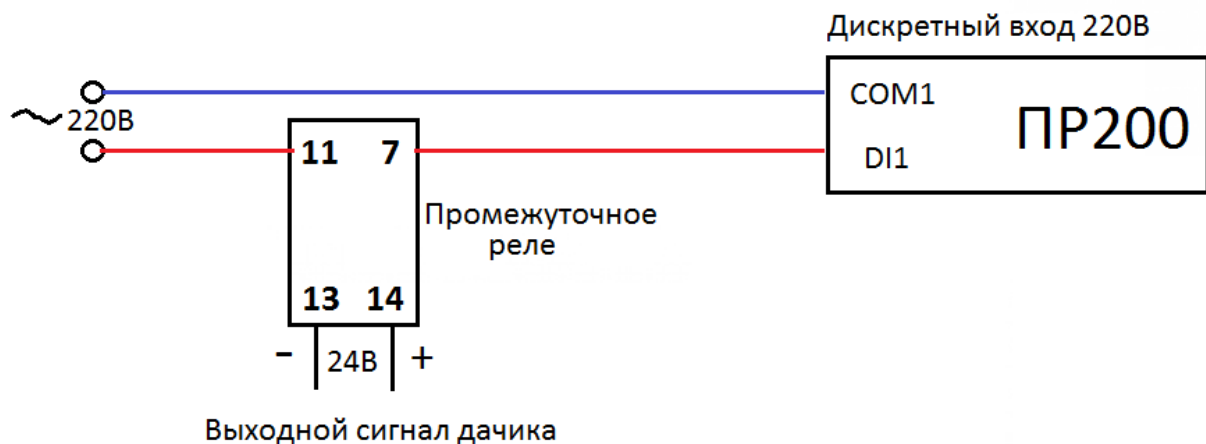 Дискретный вход 220В
220В
COM1
ПР200
DI1
11 7
Промежуточное
реле
13 14
- 24В +
Выходной сигнал дачика